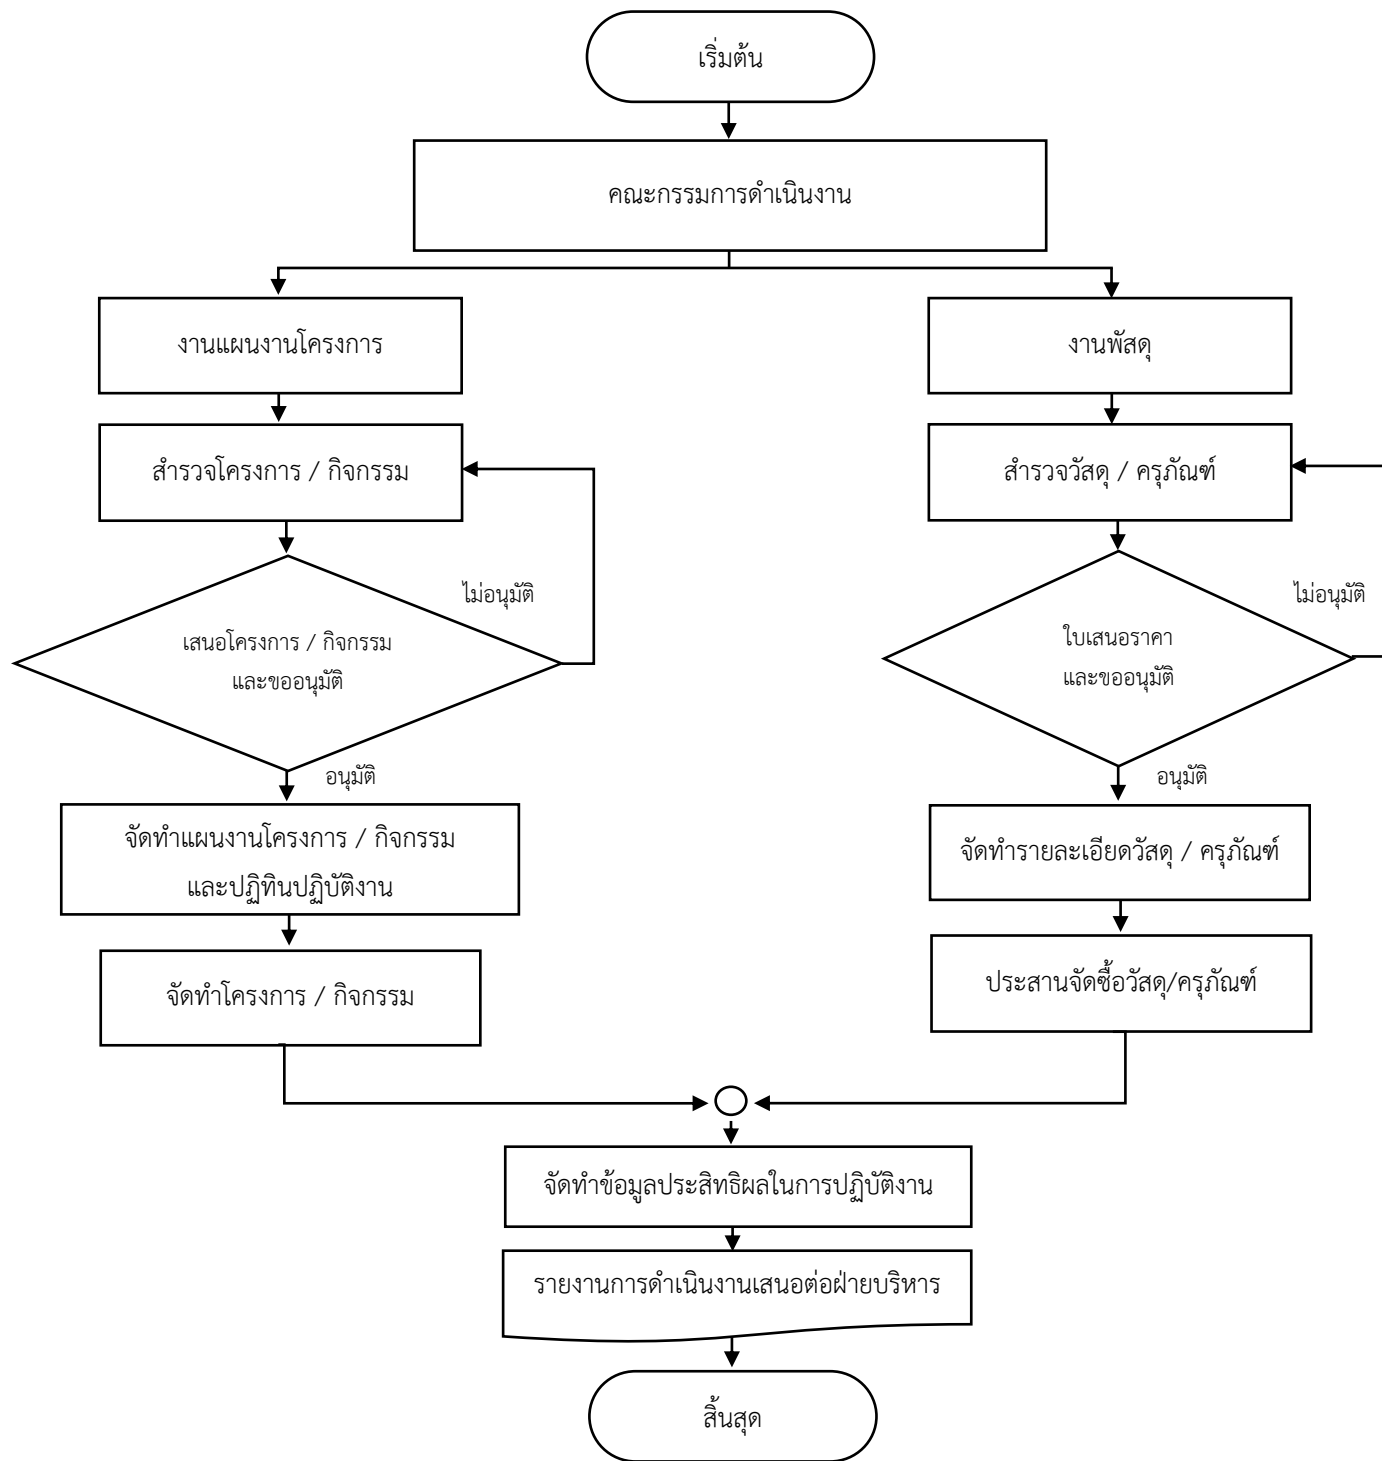 เริ่มต้น
คณะกรรมการดำเนินงาน
งานแผนงานโครงการ
งานพัสดุ
สำรวจโครงการ / กิจกรรม
สำรวจวัสดุ / ครุภัณฑ์
ไม่อนุมัติ
ไม่อนุมัติ
เสนอโครงการ / กิจกรรม
และขออนุมัติ
ใบเสนอราคา
และขออนุมัติ
อนุมัติ
อนุมัติ
จัดทำแผนงานโครงการ / กิจกรรม
และปฏิทินปฏิบัติงาน
จัดทำรายละเอียดวัสดุ / ครุภัณฑ์
จัดทำโครงการ / กิจกรรม
ประสานจัดซื้อวัสดุ/ครุภัณฑ์
จัดทำข้อมูลประสิทธิผลในการปฏิบัติงาน
รายงานการดำเนินงานเสนอต่อฝ่ายบริหาร
สิ้นสุด